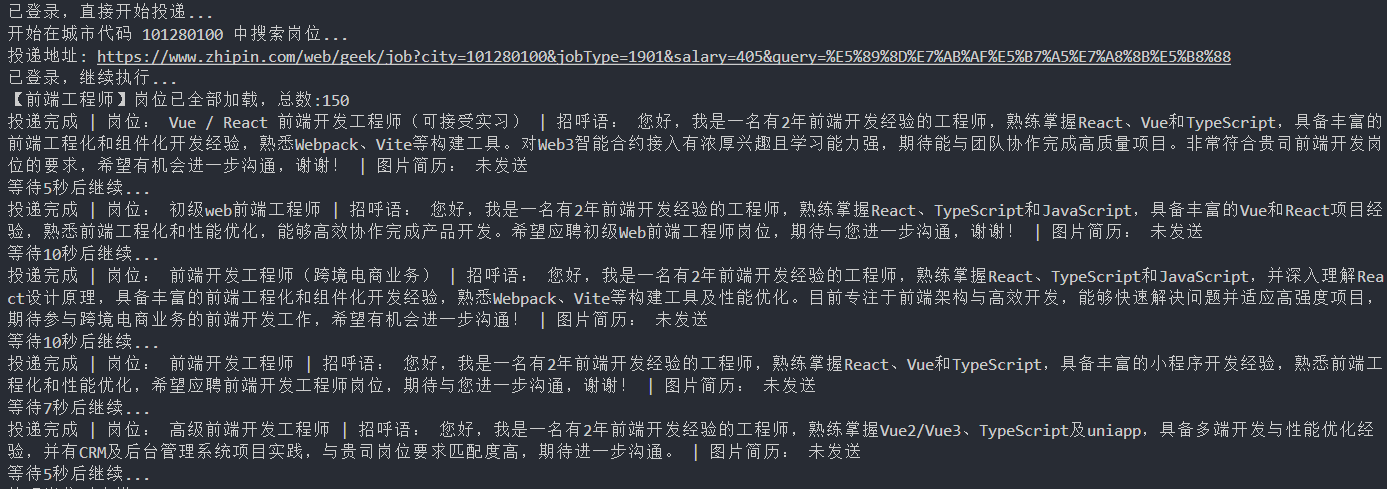 已登录，直接开始投递...
开始在城市代码 101280100 中搜索岗位...
投递地址: https://www.zhipin.com/web/geek/job?city=101280100&jobType=1901&salary=405&query=%E5%89%8D%E7%AB%AF%E5%B7%A5%E7%A8%8B%E5%B8%88
已登录，继续执行...
【前端工程师】岗位已全部加载，总数:150
投递完成 | 岗位： Vue / React 前端开发工程师（可接受实习） | 招呼语： 您好，我是一名有2年前端开发经验的工程师，熟练掌握React、Vue和TypeScript，具备丰富的
前端工程化和组件化开发经验，熟悉Webpack、Vite等构建工具。对Web3智能合约接入有浓厚兴趣且学习能力强，期待能与团队协作完成高质量项目。非常符合贵司前端开发岗
位的要求，希望有机会进一步沟通，谢谢！ | 图片简历： 未发送
等待5秒后继续...
投递完成 | 岗位： 初级web前端工程师 | 招呼语： 您好，我是一名有2年前端开发经验的工程师，熟练掌握React、TypeScript和JavaScript，具备丰富的Vue和React项目经
验，熟悉前端工程化和性能优化，能够高效协作完成产品开发。希望应聘初级Web前端工程师岗位，期待与您进一步沟通，谢谢！ | 图片简历： 未发送
等待10秒后继续...
投递完成 | 岗位： 前端开发工程师（跨境电商业务） | 招呼语： 您好，我是一名有2年前端开发经验的工程师，熟练掌握React、TypeScript和JavaScript，并深入理解Rea
ct设计原理，具备丰富的前端工程化和组件化开发经验，熟悉Webpack、Vite等构建工具及性能优化。目前专注于前端架构与高效开发，能够快速解决问题并适应高强度项目，
期待参与跨境电商业务的前端开发工作，希望有机会进一步沟通！ | 图片简历： 未发送
等待10秒后继续...
投递完成 | 岗位： 前端开发工程师 | 招呼语： 您好，我是一名有2年前端开发经验的工程师，熟练掌握React、Vue和TypeScript，具备丰富的小程序开发经验，熟悉前端工
程化和性能优化，希望应聘前端开发工程师岗位，期待与您进一步沟通，谢谢！ | 图片简历： 未发送
等待7秒后继续...
投递完成 | 岗位： 高级前端开发工程师 | 招呼语： 您好，我是一名有2年前端开发经验的工程师，熟练掌握Vue2/Vue3、TypeScript及uniapp，具备多端开发与性能优化经
验，并有CRM及后台管理系统项目实践，与贵司岗位要求匹配度高，期待进一步沟通。 | 图片简历： 未发送
等待5秒后继续...